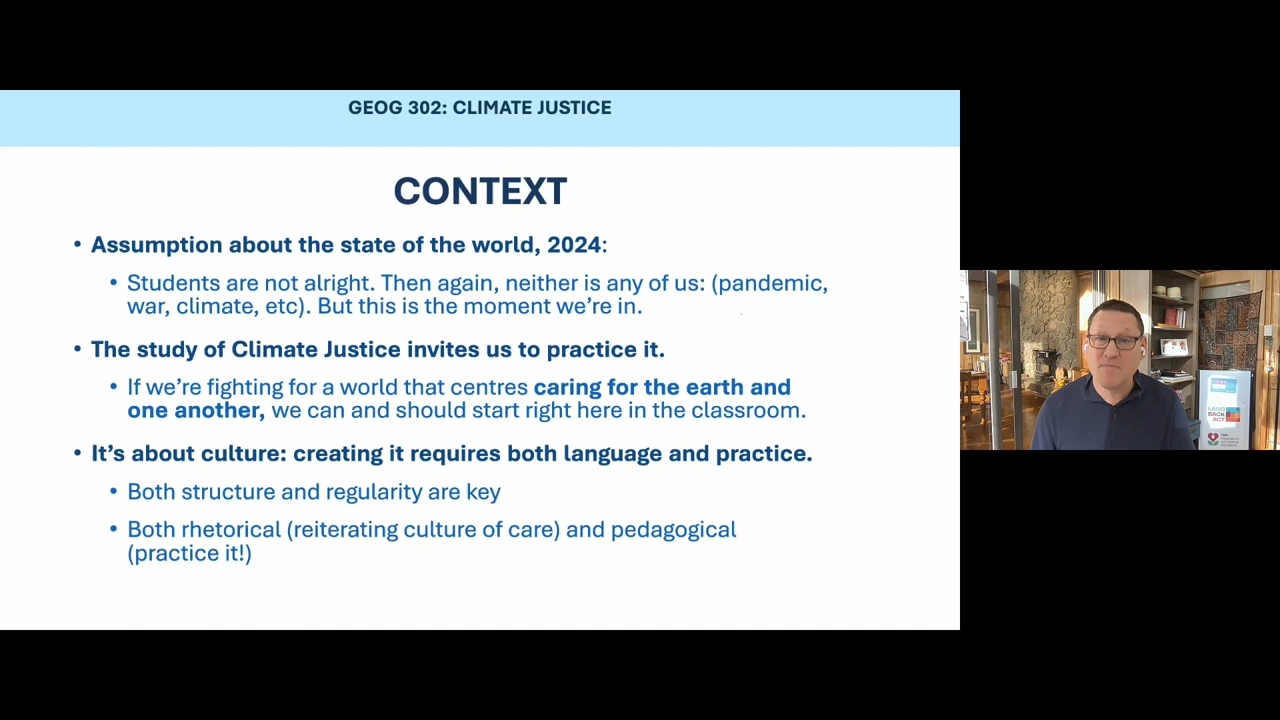 GEOG 302: CLIMATE JUSTICE
CONTEXT
• Assumption about the state of the world, 2024:
• Students are not alright. Then again, neither is any of us: (pandemic,
war, climate, etc). But this is the moment we’re in.
• The study of Climate Justice invites us to practice it.
• If we’re fighting for a world that centres caring for the earth and
one another, we can and should start right here in the classroom.
• It’s about culture: creating it requires both language and practice.
• Both structure and regularity are key
• Both rhetorical (reiterating culture of care) and pedagogical
(practice it!)
LAND
BACK
ACT